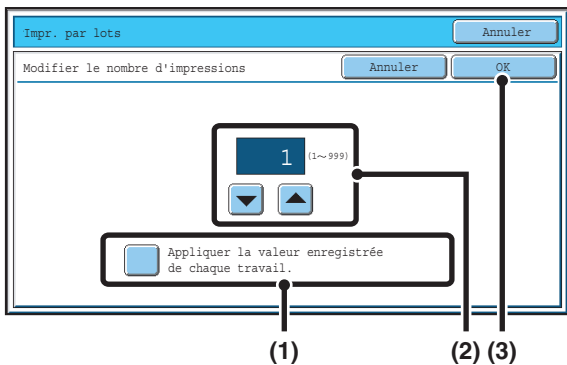 Impr. par lots
Annuler
Modifier le nombre d'impressions
Annuler
OK
1
(1~999)
Appliquer la valeur enregistrée
de chaque travail.
(1)
(2) (3)